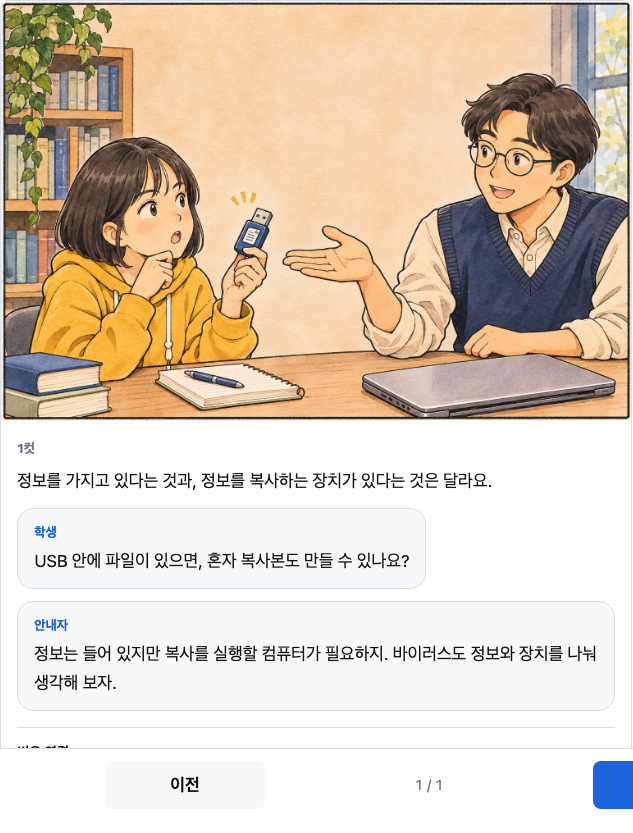 1컷
정보를 가지고 있다는 것과, 정보를 복사하는 장치가 있다는 것은 달라요.
학생
USB 안에 파일이 있으면, 혼자 복사본도 만들 수 있나요?
안내자
정보는 들어 있지만 복사를 실행할 컴퓨터가 필요하지. 바이러스도 정보와 장치를 나눠
생각해 보자.
이전
1 / 1